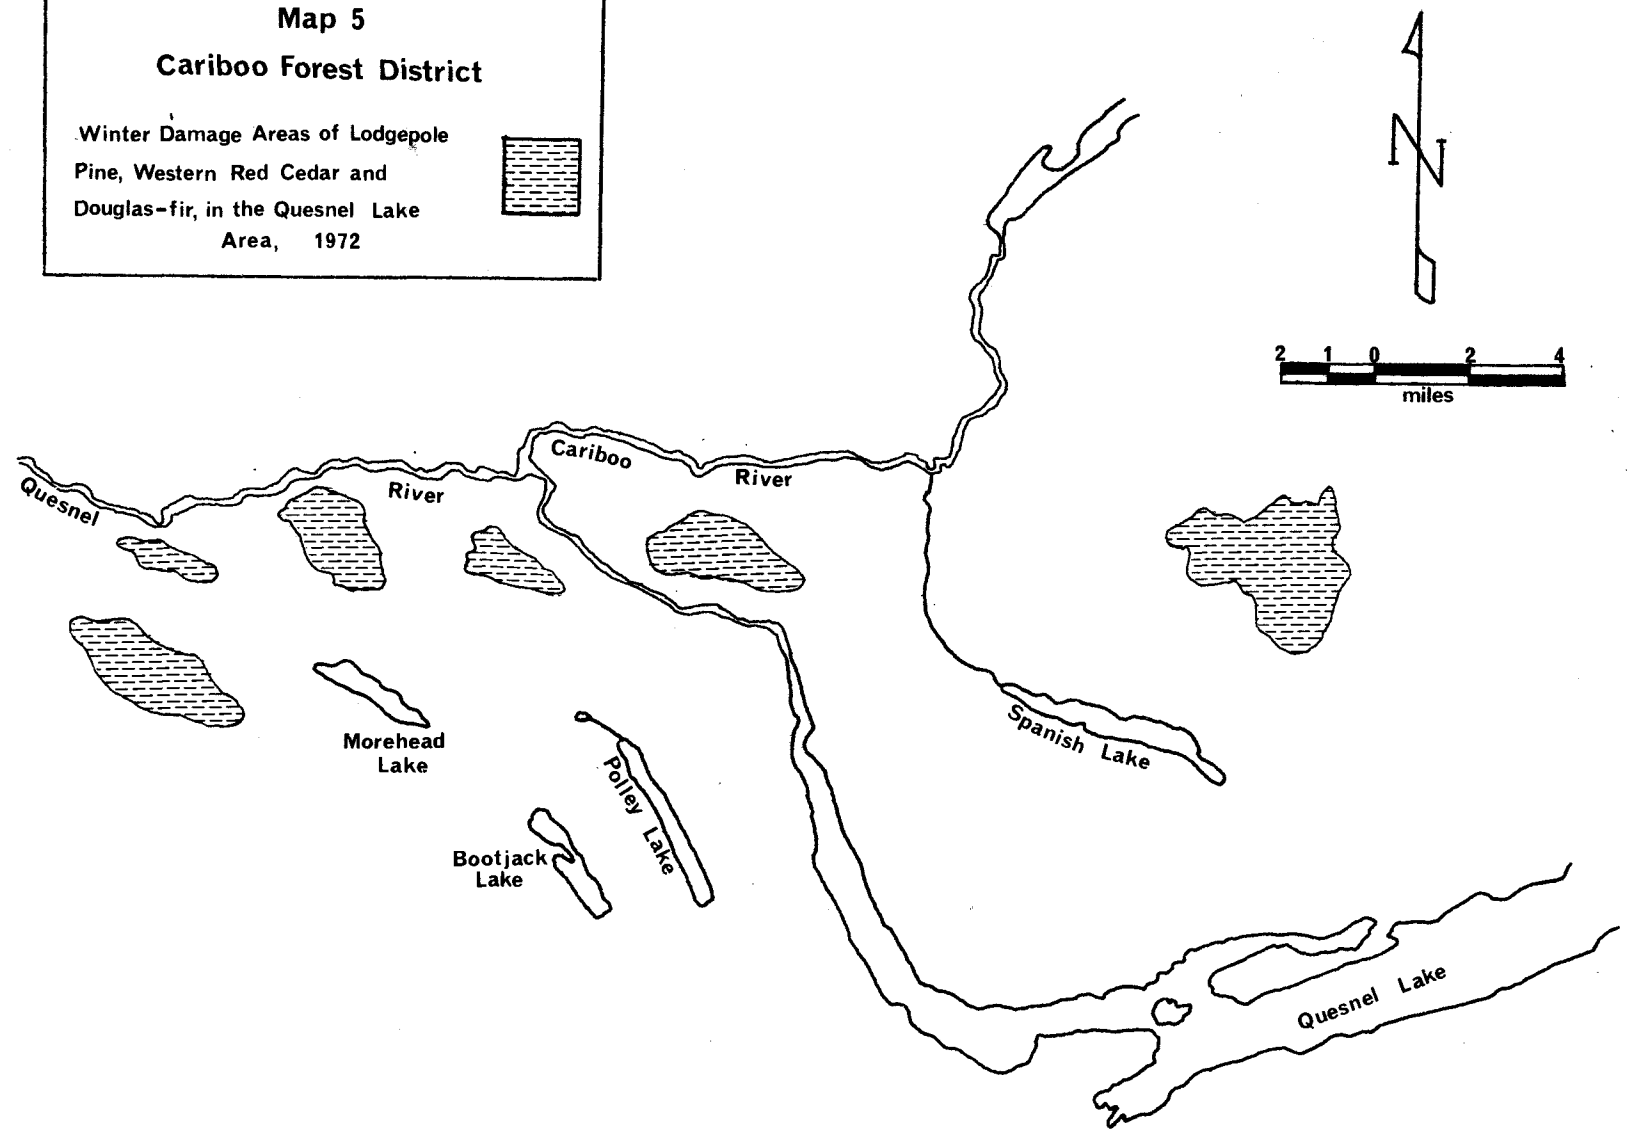 Map 5
Cariboo Forest District
Winter Damage Areas of Lodgepole
Pine, Western Red Cedar and
Douglas-fir, in the Quesnel Lake
Area, 1972
N
2 1 0 2 4
miles
Cariboo
River
Quesnel
River
Morehead
Lake
Spanish Lake
Polley Lake
Bootjack
Lake
Quesnel Lake